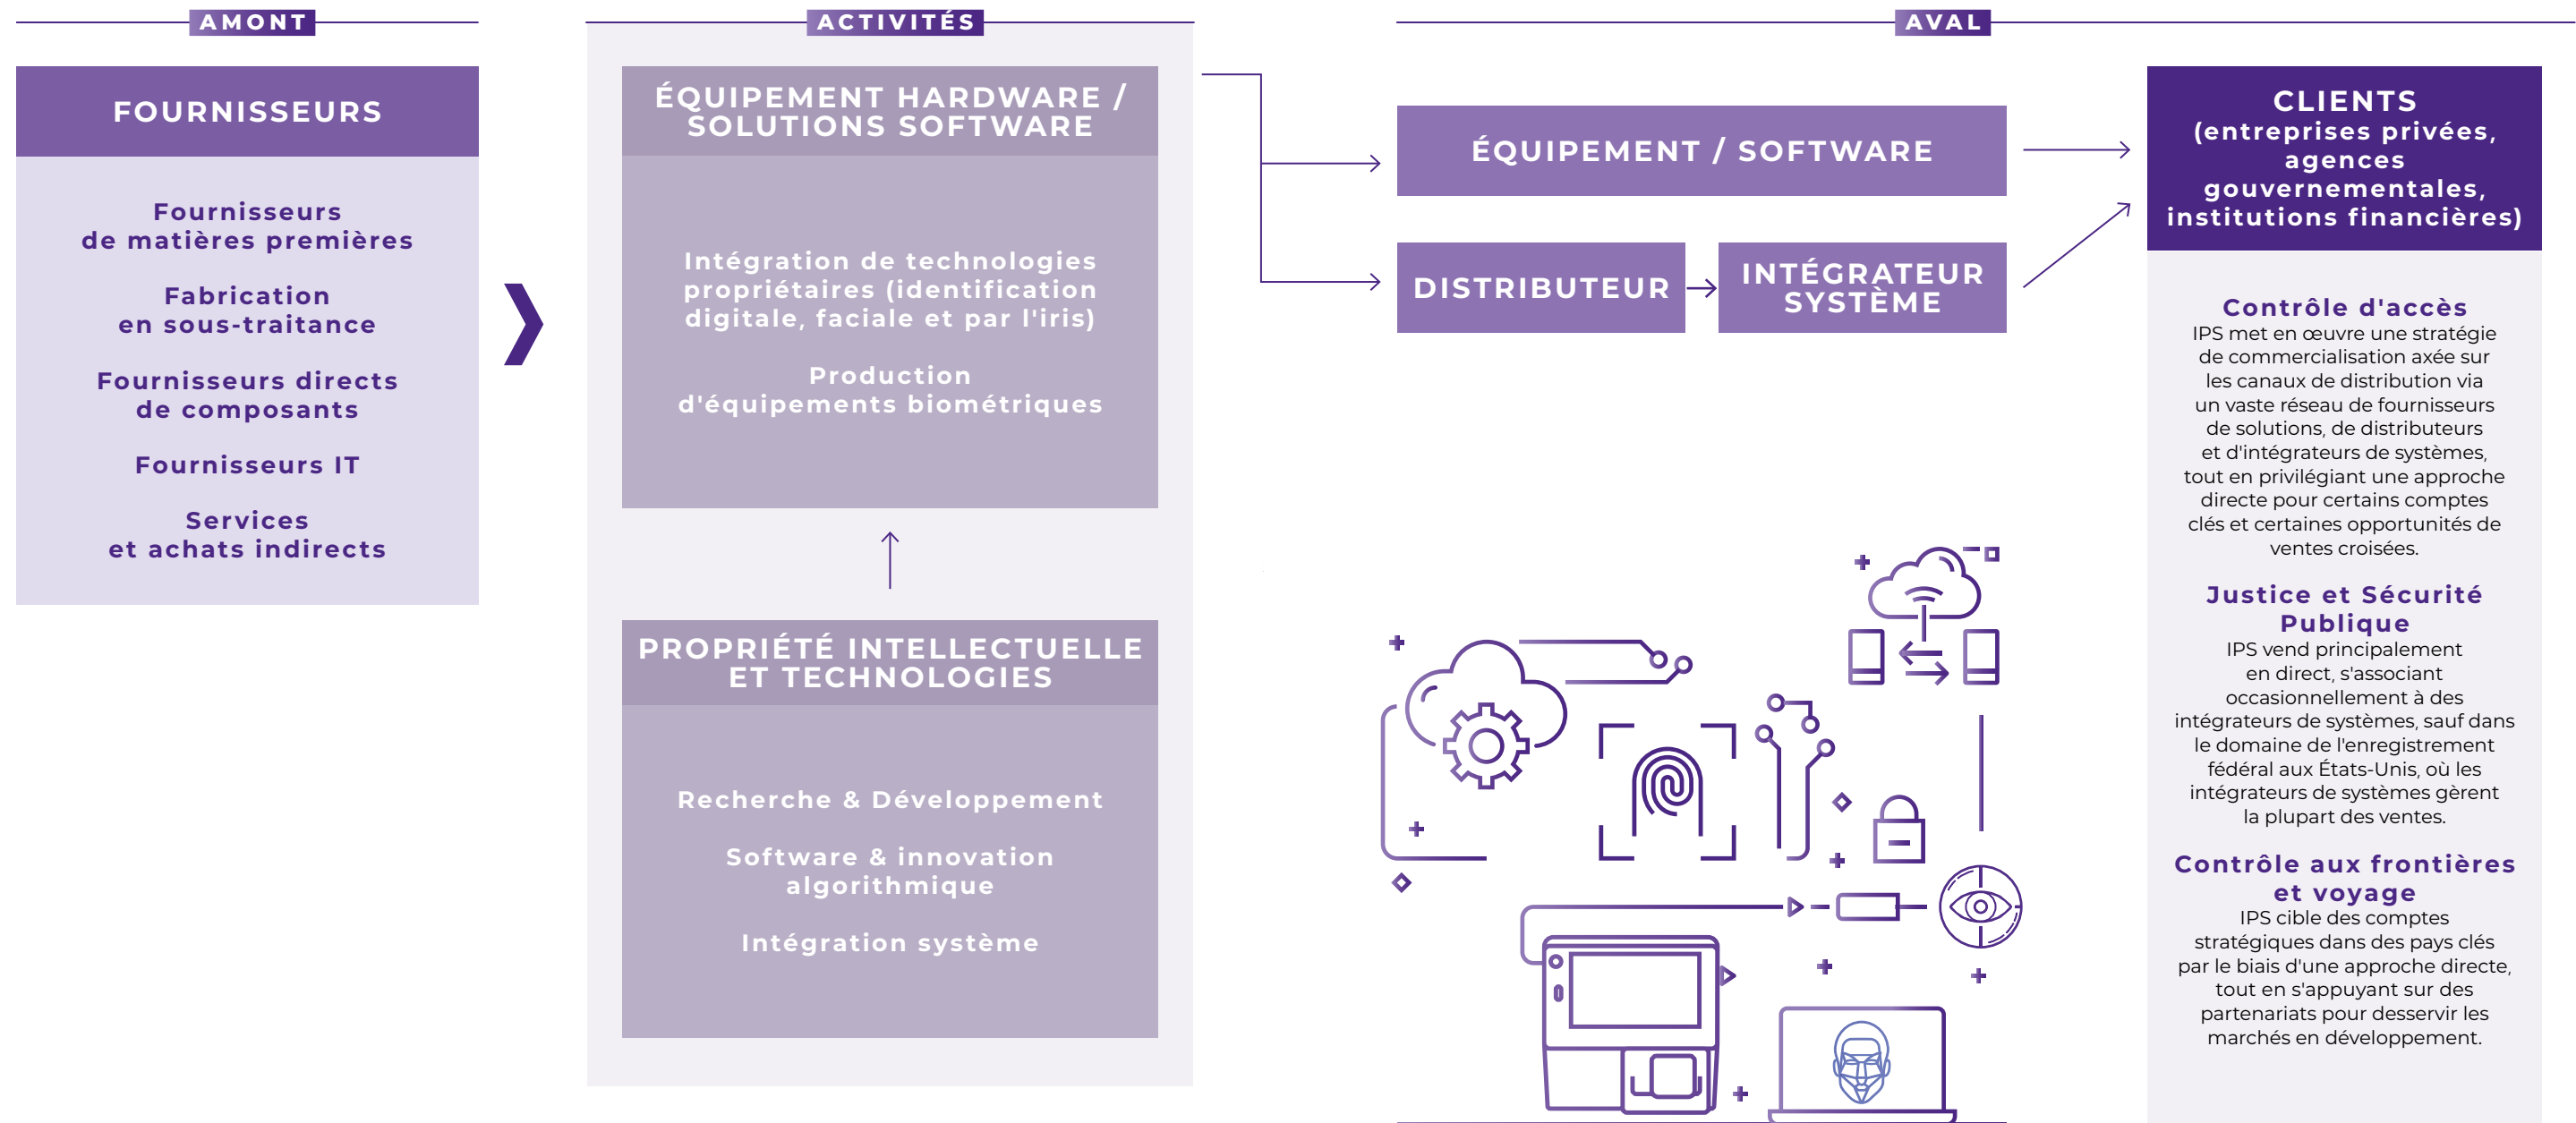 AMONT
FOURNISSEURS
Fournisseurs
de matières premières
Fabrication
en sous-traitance
Fournisseurs directs
de composants
Fournisseurs IT
Services
et achats indirects
ACTIVITÉS
ÉQUIPEMENT HARDWARE /
SOLUTIONS SOFTWARE
Intégration de technologies
propriétaires (identification
digitale, faciale et par l'iris)
Production
d'équipements biométriques
PROPRIÉTÉ INTELLECTUELLE
ET TECHNOLOGIES
Recherche & Développement
Software & innovation
algorithmique
Intégration système
AVAL
ÉQUIPEMENT / SOFTWARE
DISTRIBUTEUR
INTÉGRATEUR
SYSTÈME
CLIENTS
(entreprises privées,
agences
gouvernementales,
institutions financières)
Contrôle d'accès
IPS met en œuvre une stratégie
de commercialisation axée sur
les canaux de distribution via
un vaste réseau de fournisseurs
de solutions, de distributeurs
et d'intégrateurs de systèmes,
tout en privilégiant une approche
directe pour certains comptes
clés et certaines opportunités de
ventes croisées.
Justice et Sécurité
Publique
IPS vend principalement
en direct, s'associant
occasionnellement à des
intégrateurs de systèmes, sauf dans
le domaine de l'enregistrement
fédéral aux États-Unis, où les
intégrateurs de systèmes gèrent
la plupart des ventes.
Contrôle aux frontières
et voyage
IPS cible des comptes
stratégiques dans des pays clés
par le biais d'une approche directe,
tout en s'appuyant sur des
partenariats pour desservir les
marchés en développement.